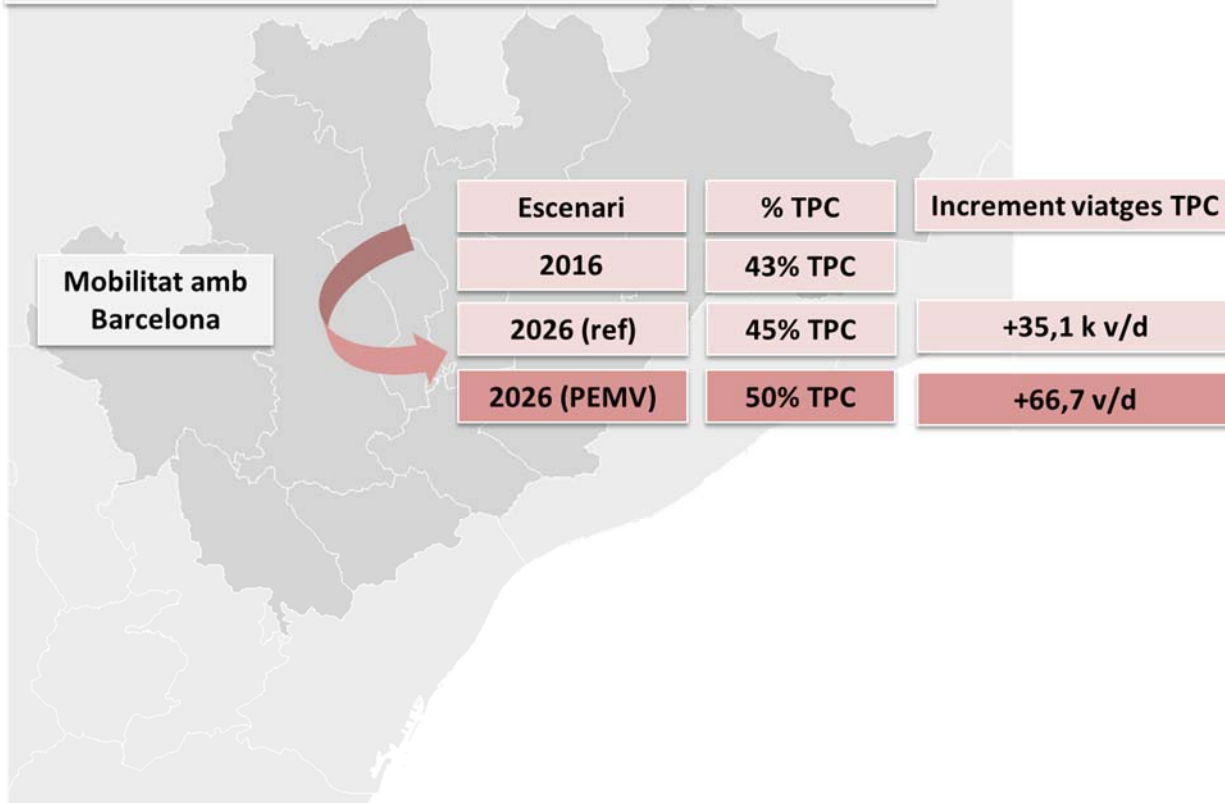 Mobilitat amb
Barcelona
Escenari % TPC Increment viatges TPC
2016 43% TPC
2026 (ref) 45% TPC +35,1 k v/d
2026 (PEMV) 50% TPC +66,7 v/d